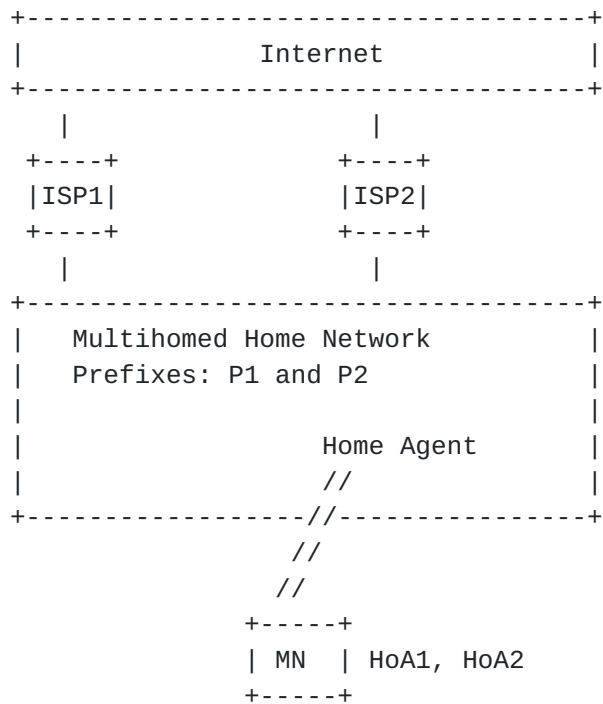 Internet
ISP1 ISP2
Multihomed Home Network
Prefixes: P1 and P2
Home Agent
MN HoA1, HoA2